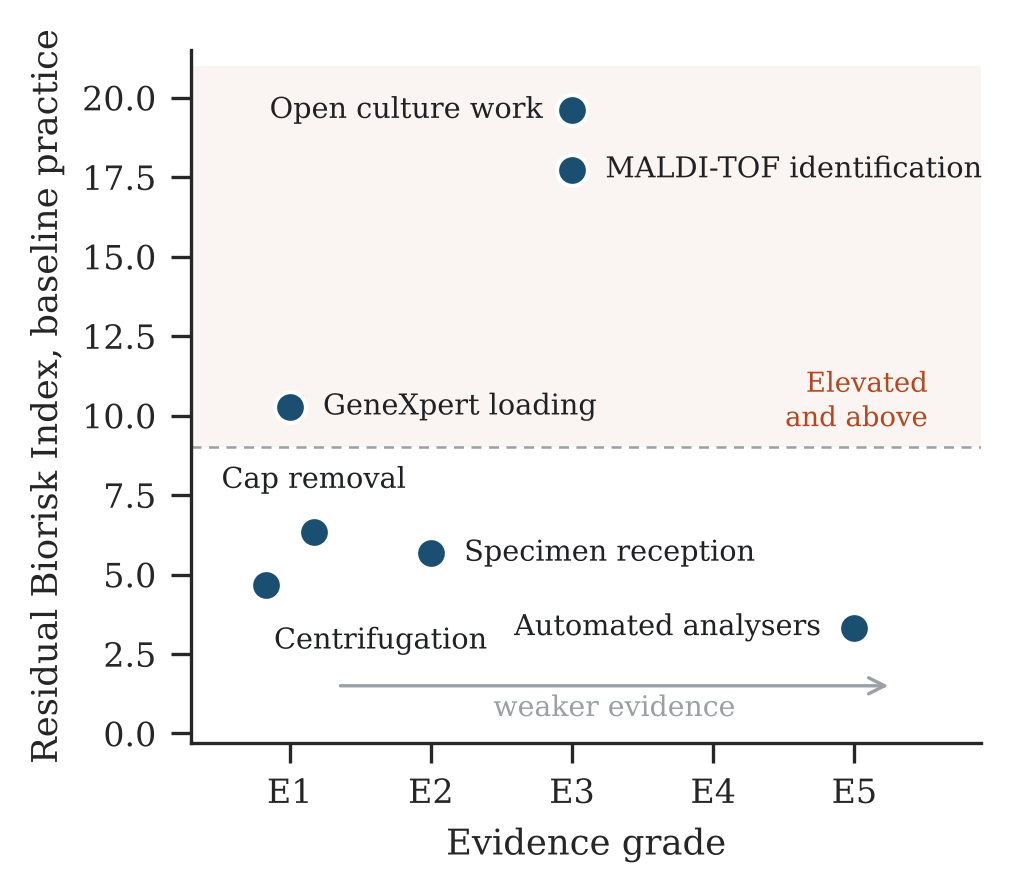 Residual Biorisk Index, baseline practice
20.0
17.5
15.0
12.5
10.0
7.5
5.0
2.5
0.0
Open culture work
MALDI-TOF identification
Elevated
and above
GeneXpert loading
Cap removal
Specimen reception
Automated analysers
Centrifugation
weaker evidence
E1
E2
E3
E4
E5
Evidence grade